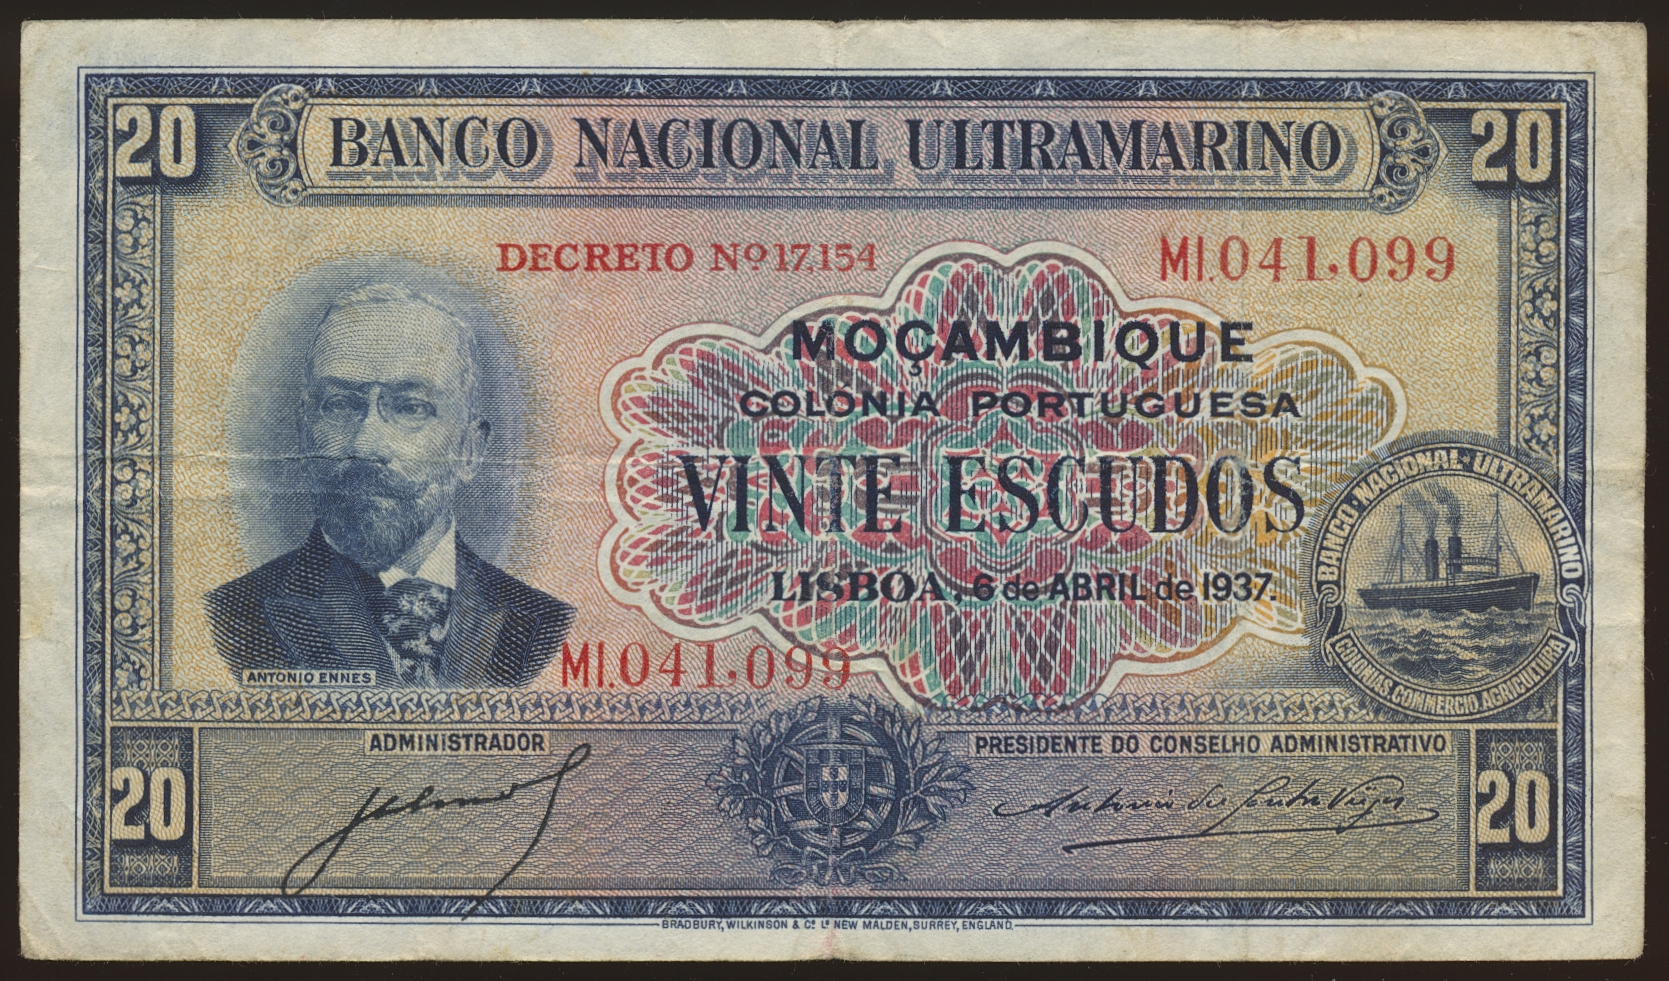 20 BANCO NACIONAL ULTRAMARINO 20
DECRETO Nº 17,154
MI.041,099
MOÇAMBIQUE
COLÓNIA PORTUGUESA
VINTE ESCUDOS
LISBOA, 6 de ABRIL de 1937.
BANCO·NACIONAL·ULTRAMARINO
COLONIAS, COMMERCIO, AGRICULTURA
MI.041,099
ANTONIO ENNES
ADMINISTRADOR
PRESIDENTE DO CONSELHO ADMINISTRATIVO
20 20
BRADBURY, WILKINSON & Cº Lᴰ NEW MALDEN, SURREY, ENGLAND.